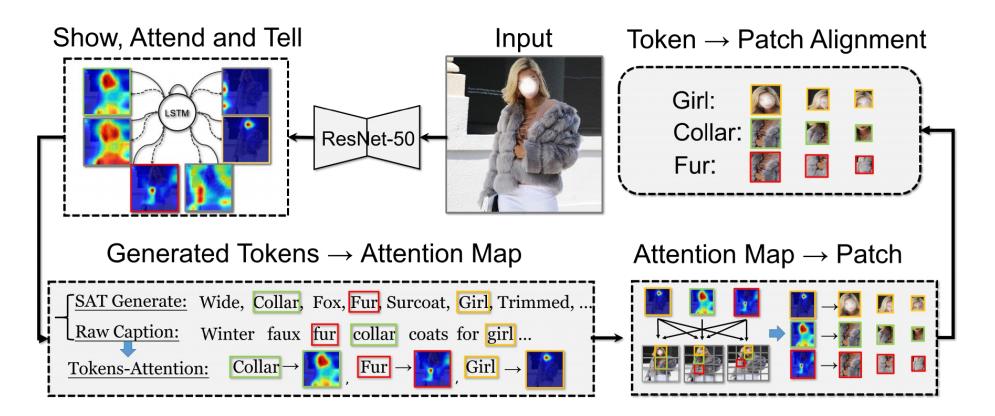 Show, Attend and Tell
Input
Token → Patch Alignment
LSTM
ResNet-50
Girl:
Collar:
Fur:
Generated Tokens → Attention Map
Attention Map → Patch
SAT Generate: Wide, Collar, Fox, Fur, Surcoat, Girl, Trimmed, ...
Raw Caption: Winter faux fur collar coats for girl ...
Tokens-Attention: Collar → , Fur → , Girl →